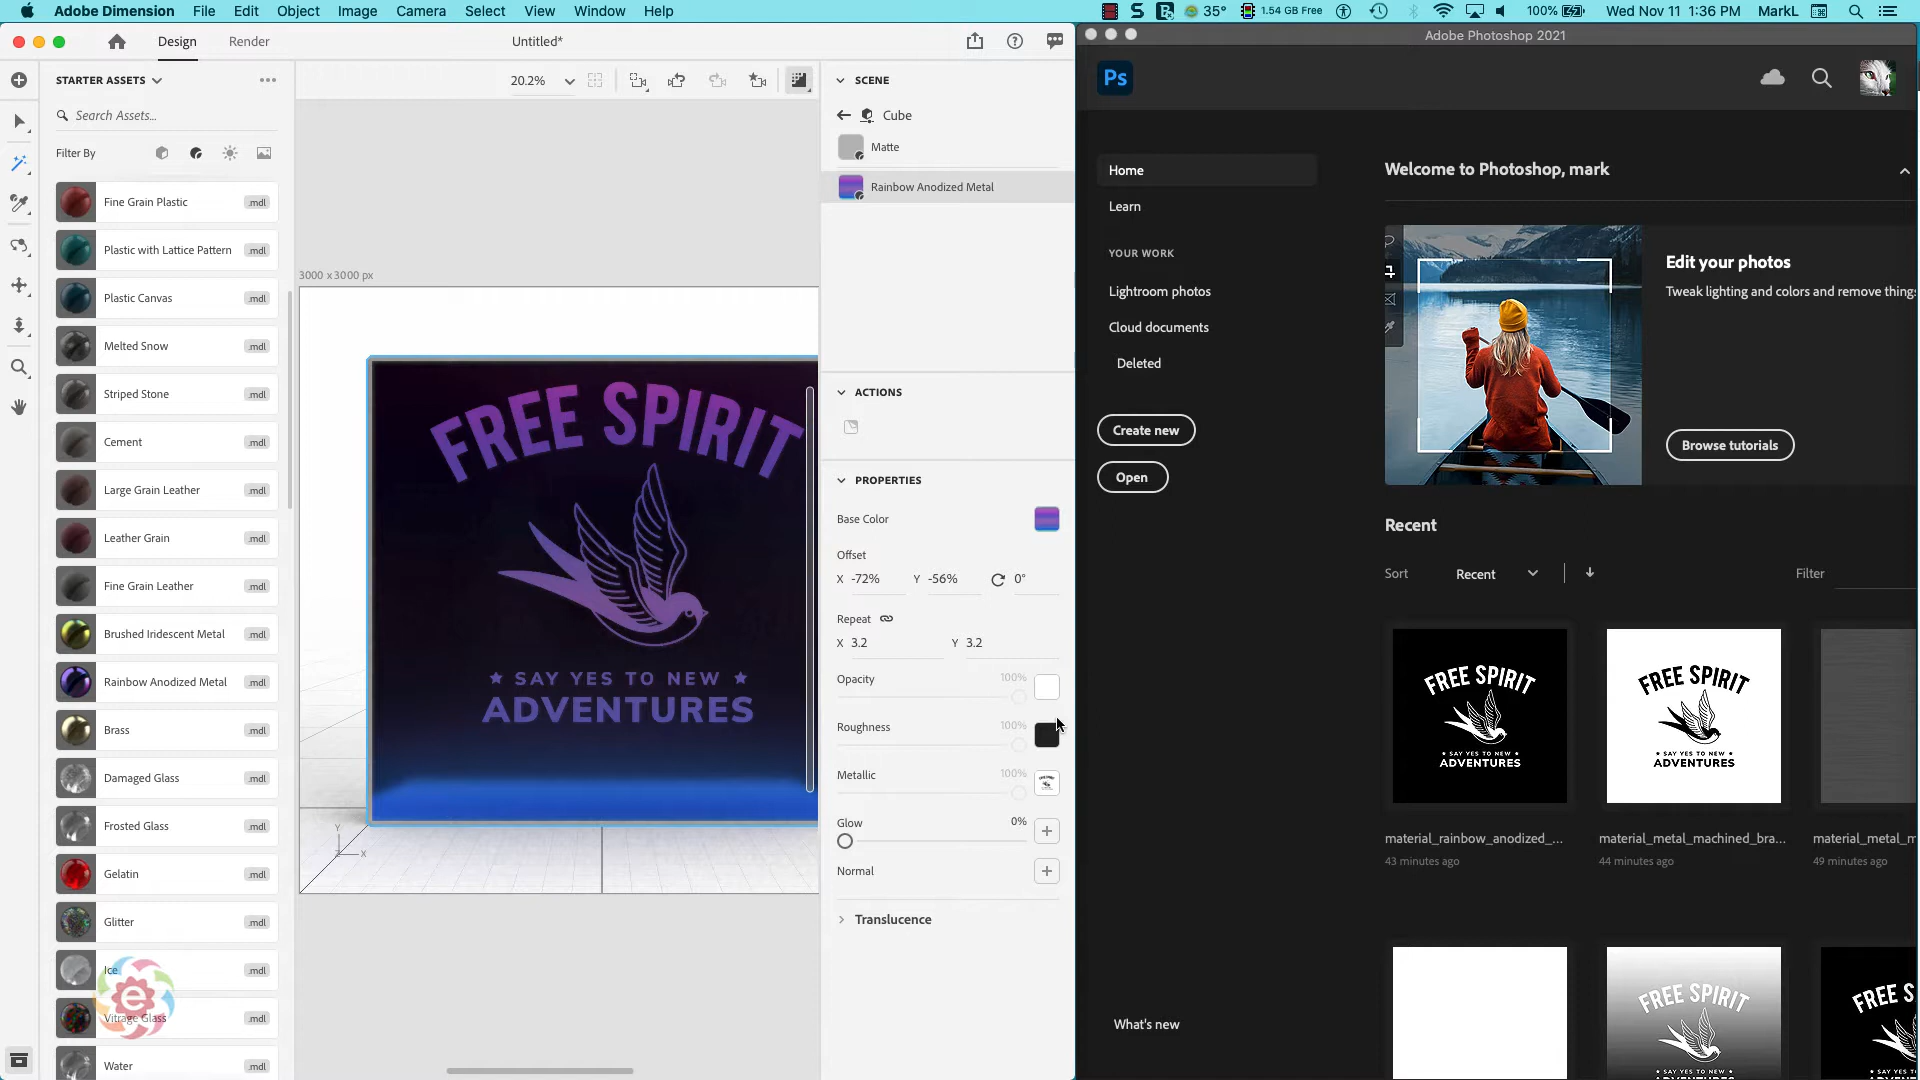 Adobe Dimension File Edit Object Image Camera Select View Window Help
35° 1.54 GB Free 100% Wed Nov 11 1:36 PM MarkL
Design Render Untitled*
STARTER ASSETS
Search Assets...
Filter By
Fine Grain Plastic .mdl
Plastic with Lattice Pattern .mdl
Plastic Canvas .mdl
Melted Snow .mdl
Striped Stone .mdl
Cement .mdl
Large Grain Leather .mdl
Leather Grain .mdl
Fine Grain Leather .mdl
Brushed Iridescent Metal .mdl
Rainbow Anodized Metal .mdl
Brass .mdl
Damaged Glass .mdl
Frosted Glass .mdl
Gelatin .mdl
Glitter .mdl
Ice .mdl
Vitrage Glass .mdl
Water .mdl
20.2%
3000 x 3000 px
FREE SPIRIT
★ SAY YES TO NEW ★
ADVENTURES
Y
X
SCENE
Cube
Matte
Rainbow Anodized Metal
ACTIONS
PROPERTIES
Base Color
Offset
X -72% Y -56% 0°
Repeat
X 3.2 Y 3.2
Opacity 100%
Roughness 100%
Metallic 100%
Glow 0%
Normal
Translucence
Adobe Photoshop 2021
Ps
Home
Learn
YOUR WORK
Lightroom photos
Cloud documents
Deleted
Create new
Open
What's new
Welcome to Photoshop, mark
Edit your photos
Tweak lighting and colors and remove things
Browse tutorials
Recent
Sort Recent Filter
FREE SPIRIT
• SAY YES TO NEW •
ADVENTURES
FREE SPIRIT
• SAY YES TO NEW •
ADVENTURES
material_rainbow_anodized_...
43 minutes ago
material_metal_machined_bra...
44 minutes ago
material_metal_m
49 minutes ago
FREE SPIRIT
• SAY YES TO NEW •
FREE S
★ SAY YES